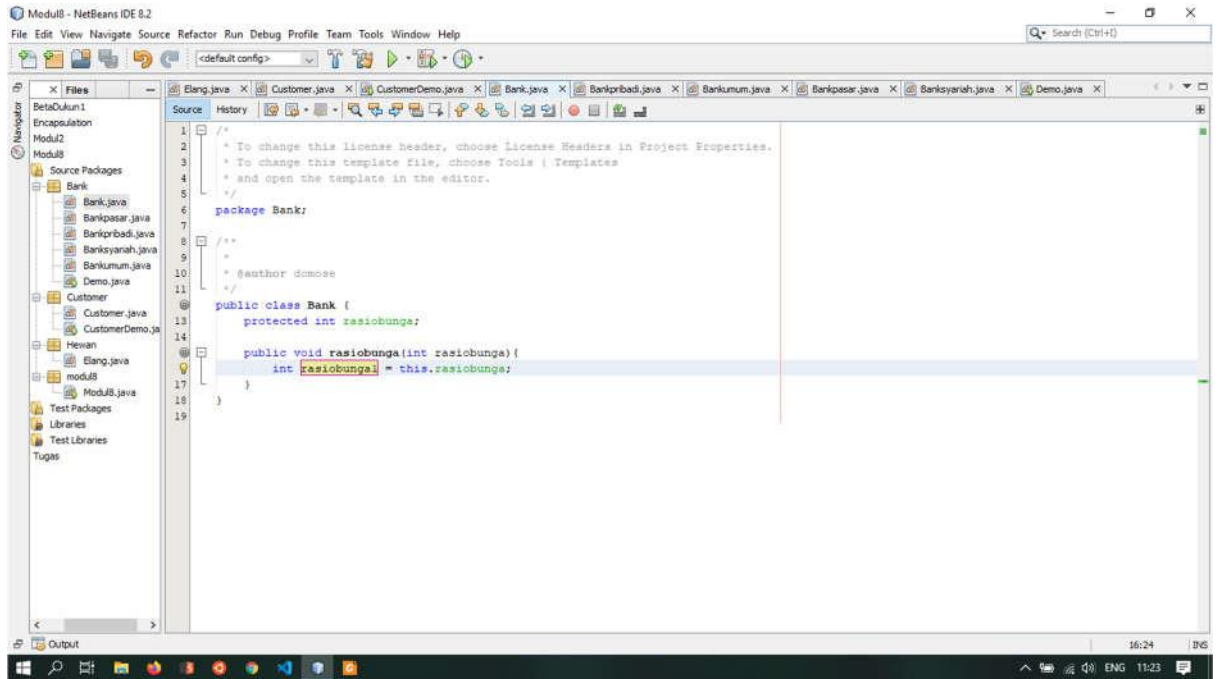 Modul8 - NetBeans IDE 8.2
File Edit View Navigate Source Refactor Run Debug Profile Team Tools Window Help
Search (Ctrl+I)
<default config>
Files
Elang.java Customer.java CustomerDemo.java Bank.java Bankpribadi.java Bankumum.java Bankpasar.java Banksyariah.java Demo.java
Navigator
BetaDukun1
Encapsulation
Modul2
Modul8
Source Packages
Bank
Bank.java
Bankpasar.java
Bankpribadi.java
Banksyariah.java
Bankumum.java
Demo.java
Customer
Customer.java
CustomerDemo.ja
Hewan
Elang.java
modul8
Modul8.java
Test Packages
Libraries
Test Libraries
Tugas
Source History
1 /*
2 * To change this license header, choose License Headers in Project Properties.
3 * To change this template file, choose Tools | Templates
4 * and open the template in the editor.
5 */
6 package Bank;
7
8 /**
9 *
10 * @author domose
11 */
public class Bank {
13 protected int rasiobunga;
14
public void rasiobunga(int rasiobunga){
int rasiobunga1 = this.rasiobunga;
17 }
18 }
19
Output
16:24 INS
ENG 11:23